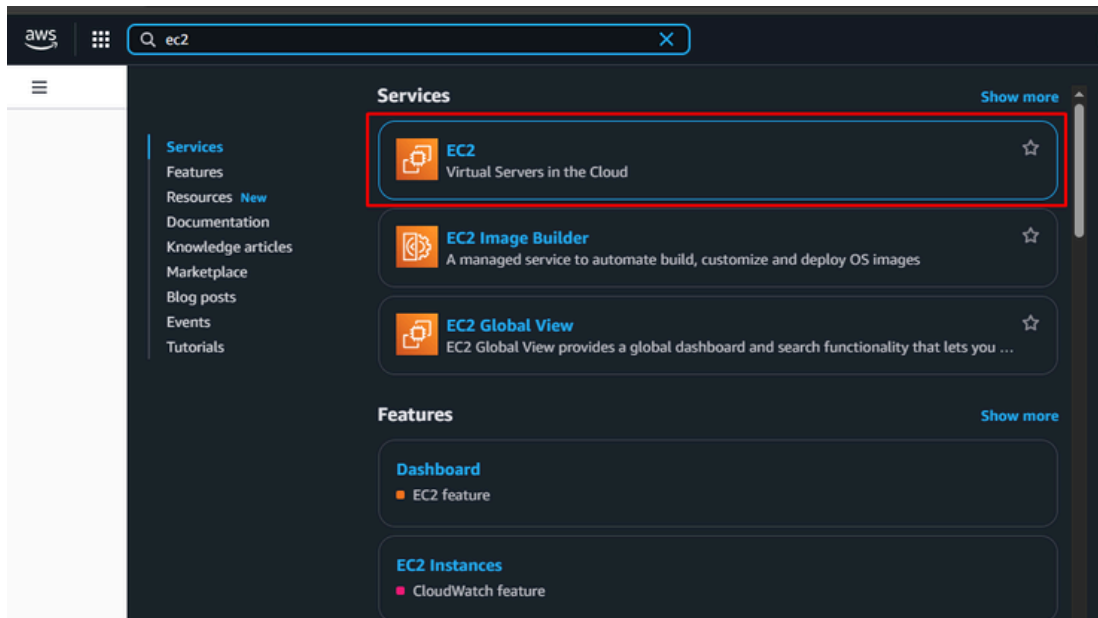 aws
ec2
Services
Show more
Services
Features
Resources New
Documentation
Knowledge articles
Marketplace
Blog posts
Events
Tutorials
EC2
Virtual Servers in the Cloud
EC2 Image Builder
A managed service to automate build, customize and deploy OS images
EC2 Global View
EC2 Global View provides a global dashboard and search functionality that lets you ...
Features
Show more
Dashboard
EC2 feature
EC2 Instances
CloudWatch feature